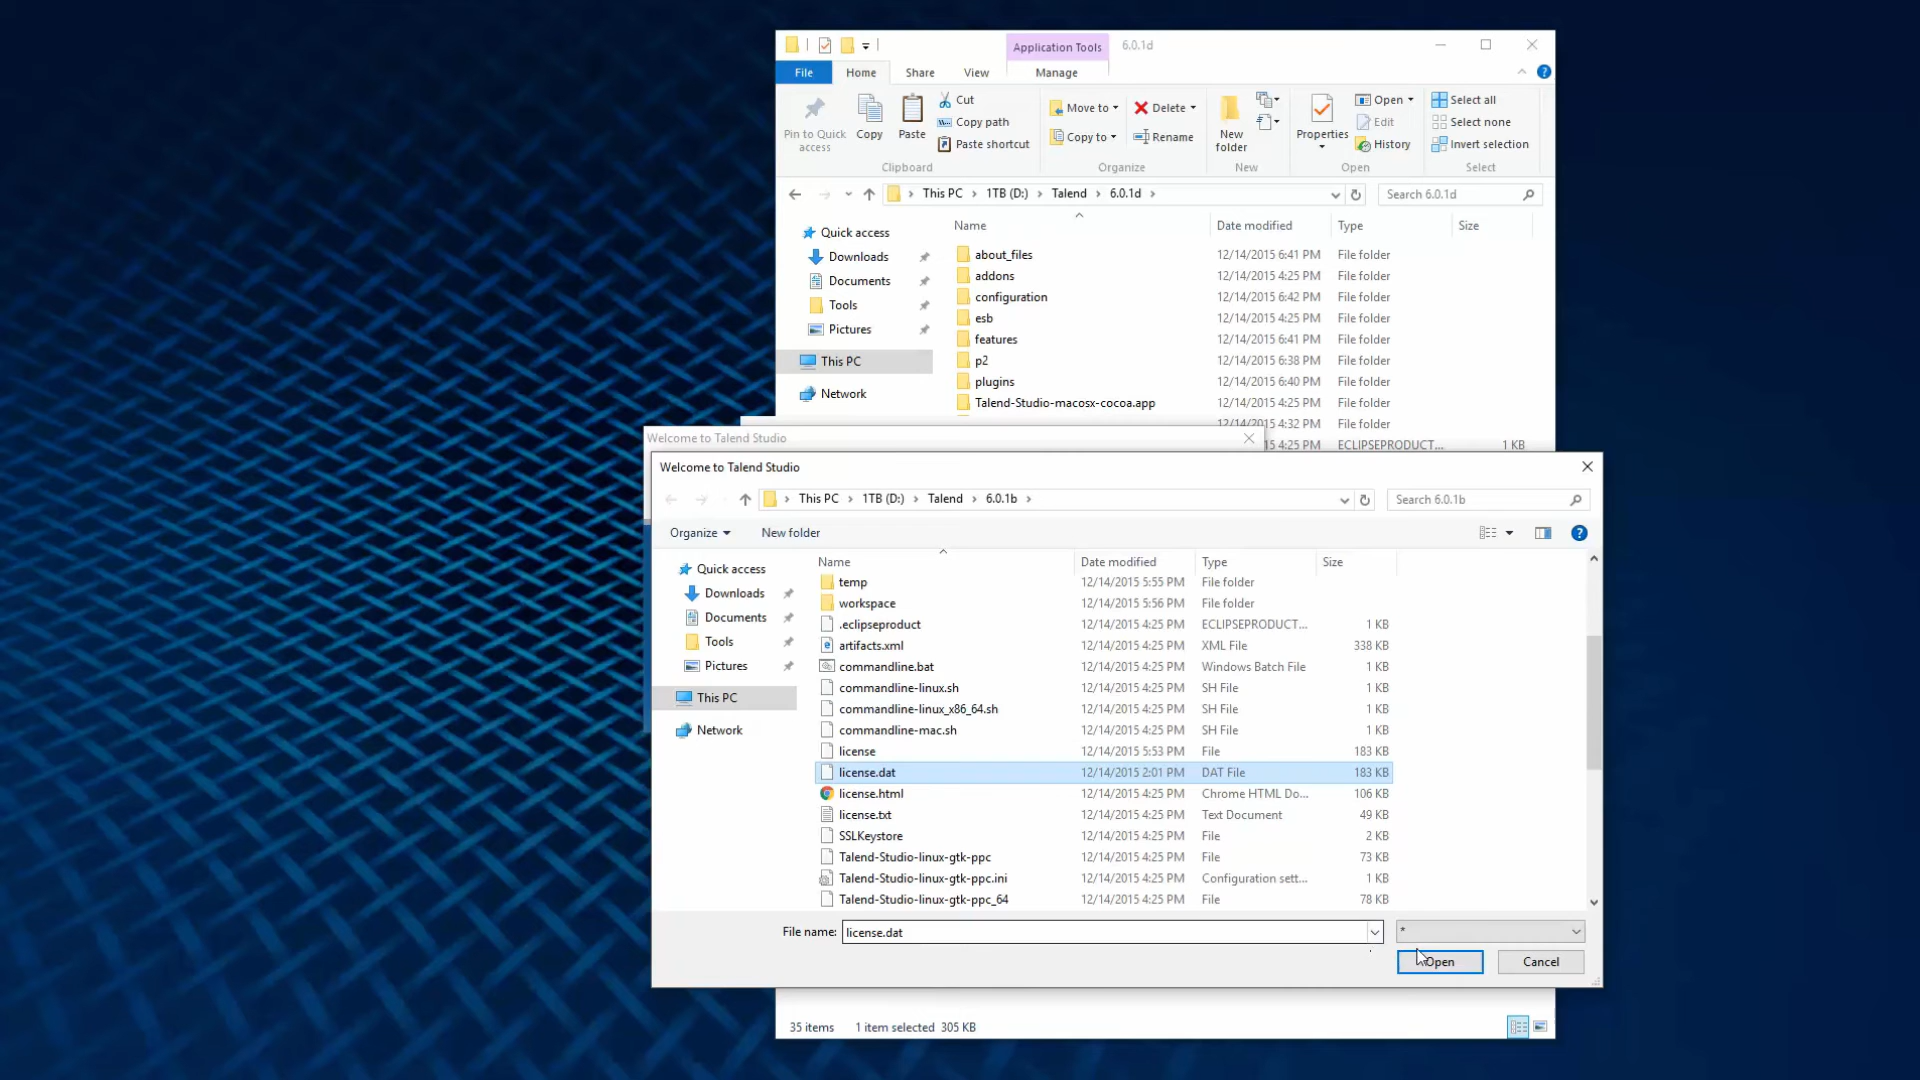 Application Tools 6.0.1d
File Home Share View Manage
Pin to Quick access
Copy
Paste
Cut
Copy path
Paste shortcut
Move to
Copy to
Delete
Rename
New folder
Properties
Open
Edit
History
Select all
Select none
Invert selection
Clipboard Organize New Open Select
This PC 1TB (D:) Talend 6.0.1d
Search 6.0.1d
Name Date modified Type Size
Quick access
Downloads
Documents
Tools
Pictures
This PC
Network
about_files 12/14/2015 6:41 PM File folder
addons 12/14/2015 4:25 PM File folder
configuration 12/14/2015 6:42 PM File folder
esb 12/14/2015 4:25 PM File folder
features 12/14/2015 6:41 PM File folder
p2 12/14/2015 6:38 PM File folder
plugins 12/14/2015 6:40 PM File folder
Talend-Studio-macosx-cocoa.app 12/14/2015 4:25 PM File folder
12/14/2015 4:32 PM File folder
15 4:25 PM ECLIPSEPRODUCT... 1 KB
Welcome to Talend Studio
Welcome to Talend Studio
This PC 1TB (D:) Talend 6.0.1b
Search 6.0.1b
Organize New folder
Name Date modified Type Size
Quick access
Downloads
Documents
Tools
Pictures
This PC
Network
temp 12/14/2015 5:55 PM File folder
workspace 12/14/2015 5:56 PM File folder
.eclipseproduct 12/14/2015 4:25 PM ECLIPSEPRODUCT... 1 KB
artifacts.xml 12/14/2015 4:25 PM XML File 338 KB
commandline.bat 12/14/2015 4:25 PM Windows Batch File 1 KB
commandline-linux.sh 12/14/2015 4:25 PM SH File 1 KB
commandline-linux_x86_64.sh 12/14/2015 4:25 PM SH File 1 KB
commandline-mac.sh 12/14/2015 4:25 PM SH File 1 KB
license 12/14/2015 5:53 PM File 183 KB
license.dat 12/14/2015 2:01 PM DAT File 183 KB
license.html 12/14/2015 4:25 PM Chrome HTML Do... 106 KB
license.txt 12/14/2015 4:25 PM Text Document 49 KB
SSLKeystore 12/14/2015 4:25 PM File 2 KB
Talend-Studio-linux-gtk-ppc 12/14/2015 4:25 PM File 73 KB
Talend-Studio-linux-gtk-ppc.ini 12/14/2015 4:25 PM Configuration sett... 1 KB
Talend-Studio-linux-gtk-ppc_64 12/14/2015 4:25 PM File 78 KB
File name: license.dat *
Open Cancel
35 items 1 item selected 305 KB